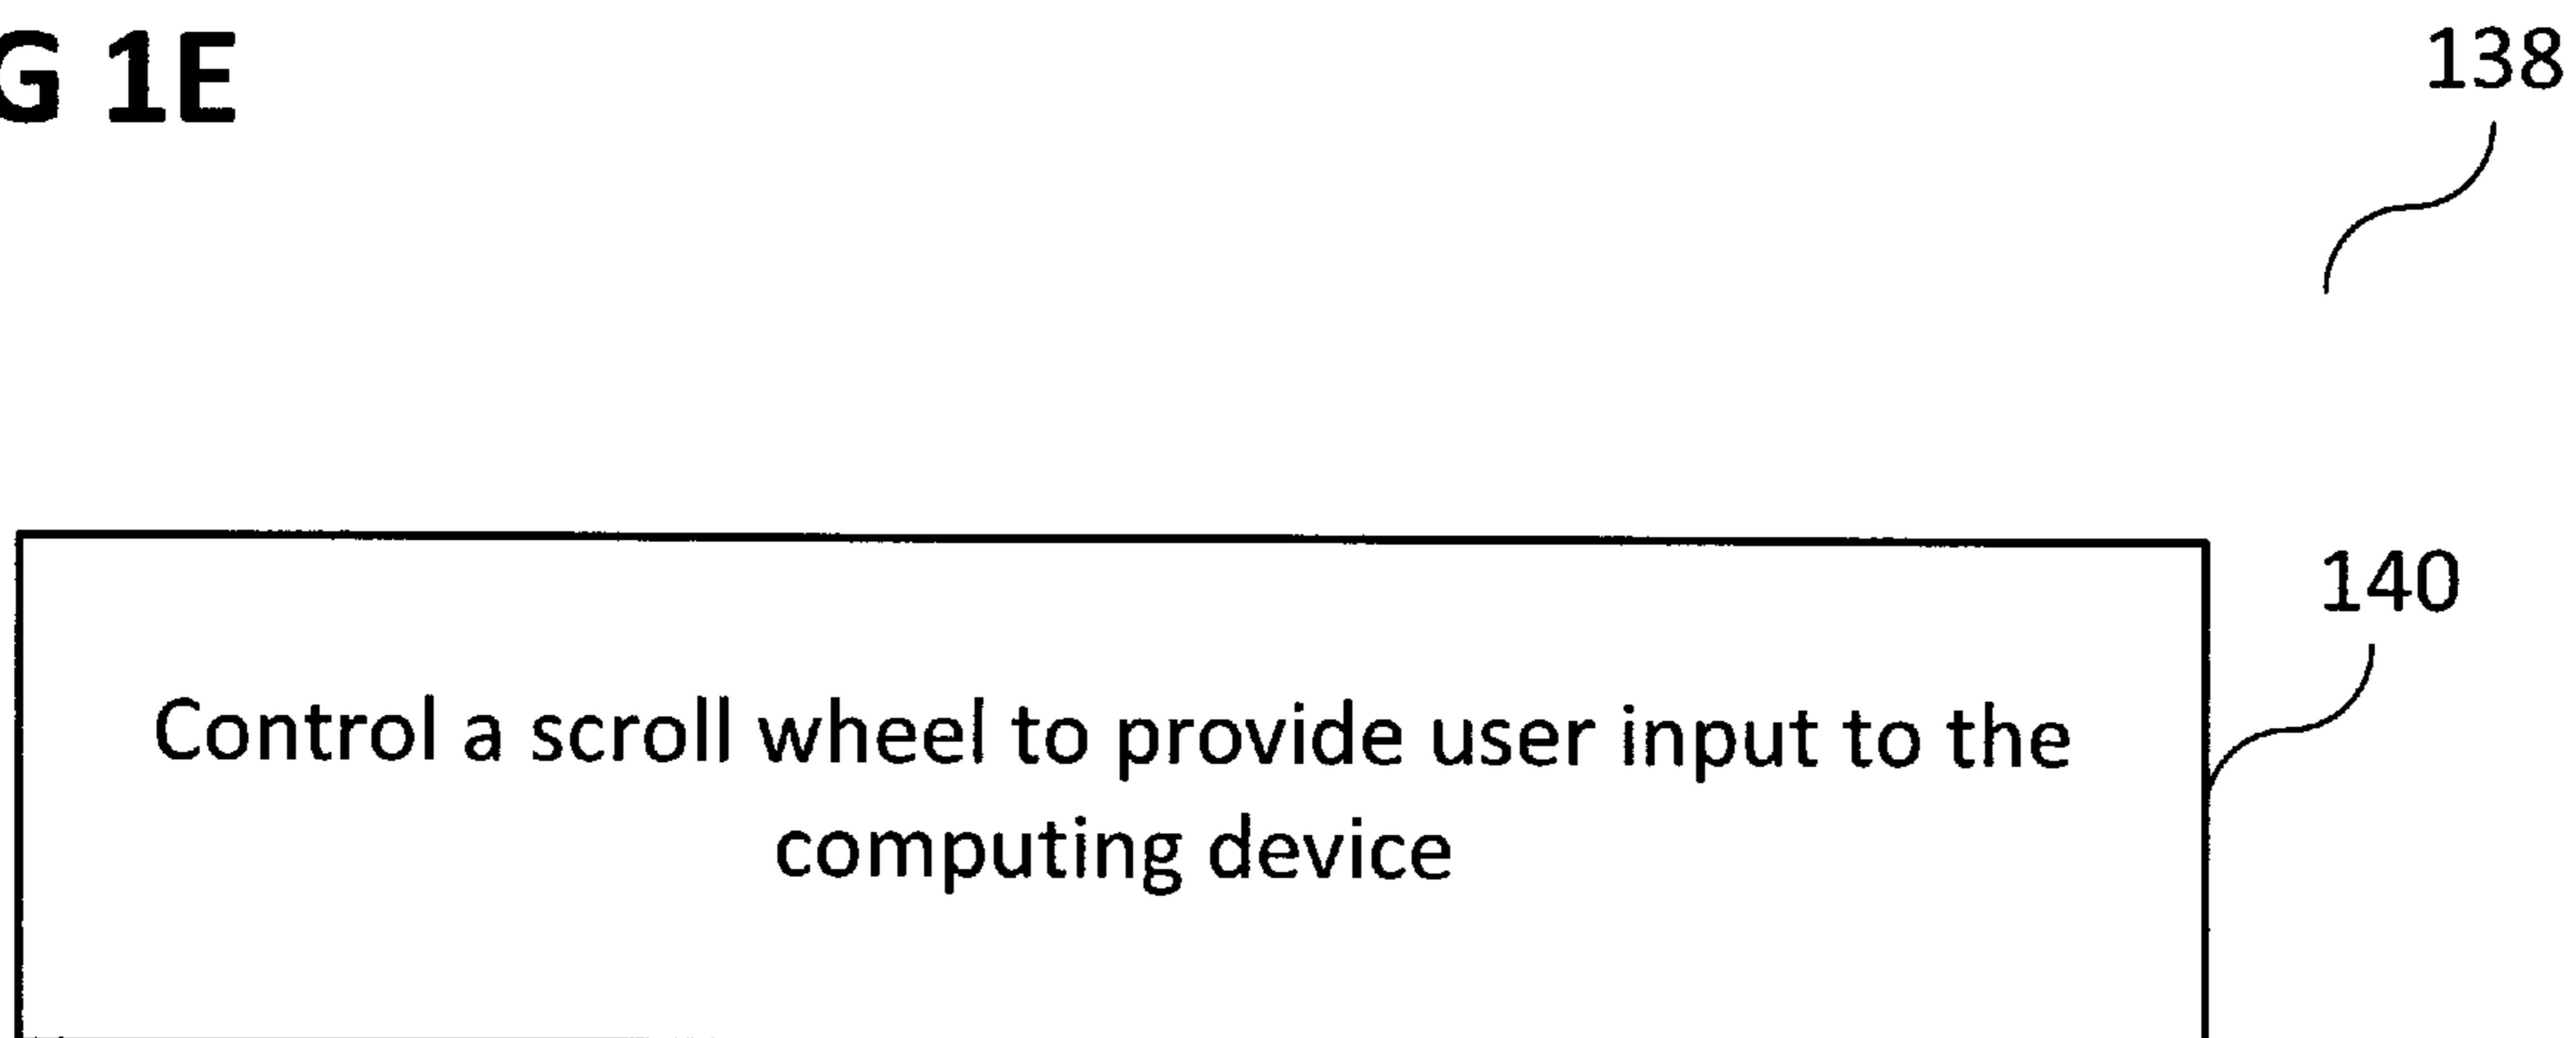 G 1E
138
140
Control a scroll wheel to provide user input to the
computing device